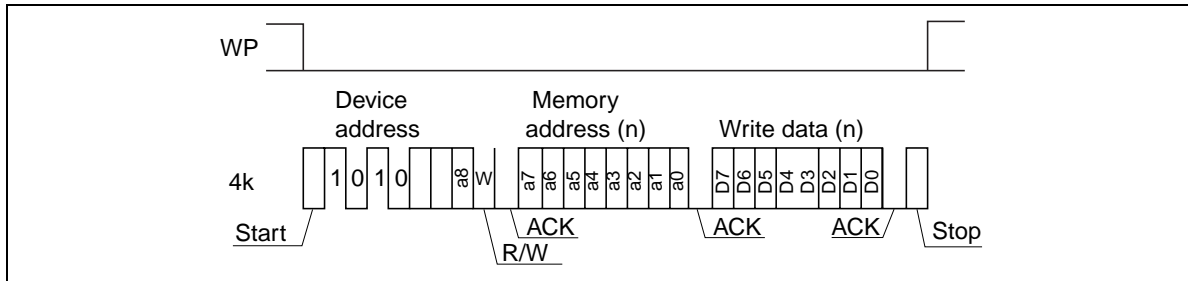 WP
Device address
Memory address (n)
Write data (n)
4k
1 0 1 0 a8 W a7 a6 a5 a4 a3 a2 a1 a0 D7 D6 D5 D4 D3 D2 D1 D0
Start
R/W
ACK
ACK
ACK
Stop